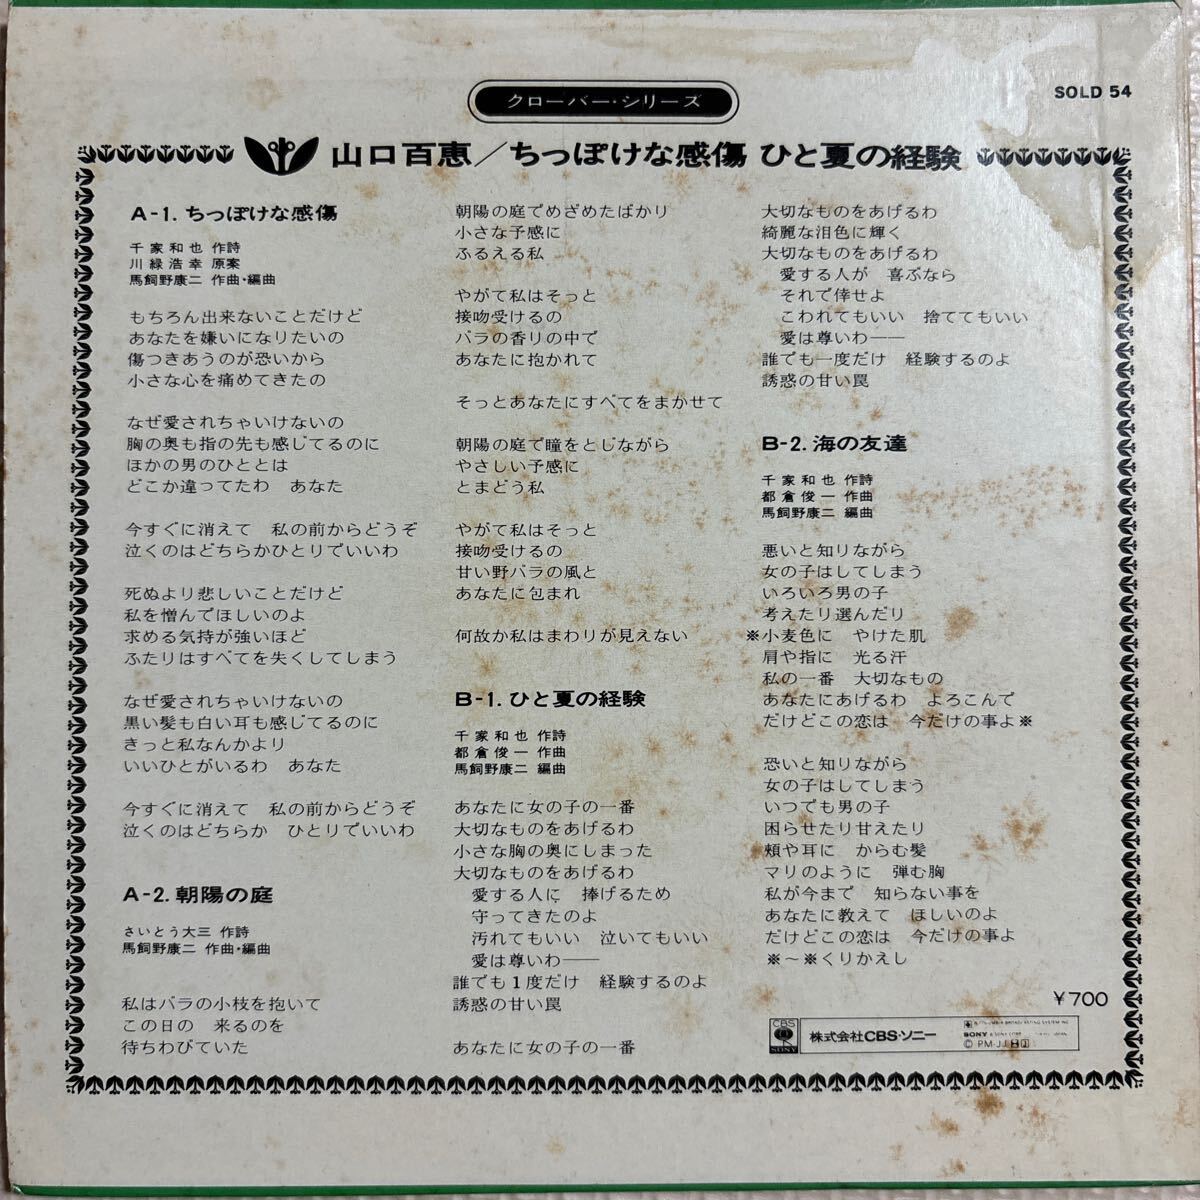 クローバー・シリーズ
SOLD 54
山口百恵／ちっぽけな感傷 ひと夏の経験
A-1. ちっぽけな感傷
千家和也 作詩
川緑浩幸 原案
馬飼野康二 作曲・編曲
もちろん出来ないことだけど
あなたを嫌いになりたいの
傷つきあうのが恐いから
小さな心を痛めてきたの
なぜ愛されちゃいけないの
胸の奥も指の先も感じてるのに
ほかの男のひととは
どこか違ってたわ　あなた
今すぐに消えて　私の前からどうぞ
泣くのはどちらかひとりでいいわ
死ぬより悲しいことだけど
私を憎んでほしいのよ
求める気持が強いほど
ふたりはすべてを失くしてしまう
なぜ愛されちゃいけないの
黒い髪も白い耳も感じてるのに
きっと私なんかより
いいひとがいるわ　あなた
今すぐに消えて　私の前からどうぞ
泣くのはどちらか　ひとりでいいわ
A-2. 朝陽の庭
さいとう大三 作詩
馬飼野康二 作曲・編曲
私はバラの小枝を抱いて
この日の　来るのを
待ちわびていた
朝陽の庭でめざめたばかり
小さな予感に
ふるえる私
やがて私はそっと
接吻受けるの
バラの香りの中で
あなたに抱かれて
そっとあなたにすべてをまかせて
朝陽の庭で瞳をとじながら
やさしい予感に
とまどう私
やがて私はそっと
接吻受けるの
甘い野バラの風と
あなたに包まれ
何故か私はまわりが見えない
B-1. ひと夏の経験
千家和也 作詩
都倉俊一 作曲
馬飼野康二 編曲
あなたに女の子の一番
大切なものをあげるわ
小さな胸の奥にしまった
大切なものをあげるわ
愛する人に　捧げるため
守ってきたのよ
汚れてもいい　泣いてもいい
愛は尊いわ——
誰でも1度だけ　経験するのよ
誘惑の甘い罠
あなたに女の子の一番
大切なものをあげるわ
綺麗な泪色に輝く
大切なものをあげるわ
愛する人が　喜ぶなら
それで倖せよ
こわれてもいい　捨ててもいい
愛は尊いわ——
誰でも一度だけ　経験するのよ
誘惑の甘い罠
B-2. 海の友達
千家和也 作詩
都倉俊一 作曲
馬飼野康二 編曲
悪いと知りながら
女の子はしてしまう
いろいろ男の子
考えたり選んだり
※小麦色に　やけた肌
肩や指に　光る汗
私の一番　大切なもの
あなたにあげるわ　よろこんで
だけどこの恋は　今だけの事よ※
恐いと知りながら
女の子はしてしまう
いつでも男の子
困らせたり甘えたり
頬や耳に　からむ髪
マリのように　弾む胸
私が今まで　知らない事を
あなたに教えて　ほしいのよ
だけどこの恋は　今だけの事よ
※〜※くりかえし
￥700
CBS
SONY
株式会社CBS・ソニー
SONY
Ⓟ PM-JJ